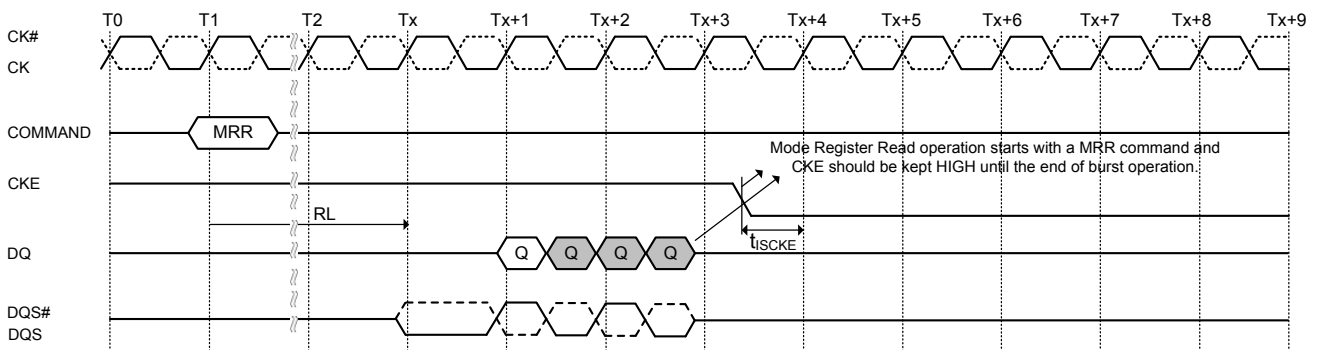 T0 T1 T2 Tx Tx+1 Tx+2 Tx+3 Tx+4 Tx+5 Tx+6 Tx+7 Tx+8 Tx+9
CK#
CK
COMMAND MRR
Mode Register Read operation starts with a MRR command and
CKE should be kept HIGH until the end of burst operation.
CKE
RL
tISCKE
DQ Q Q Q Q
DQS#
DQS